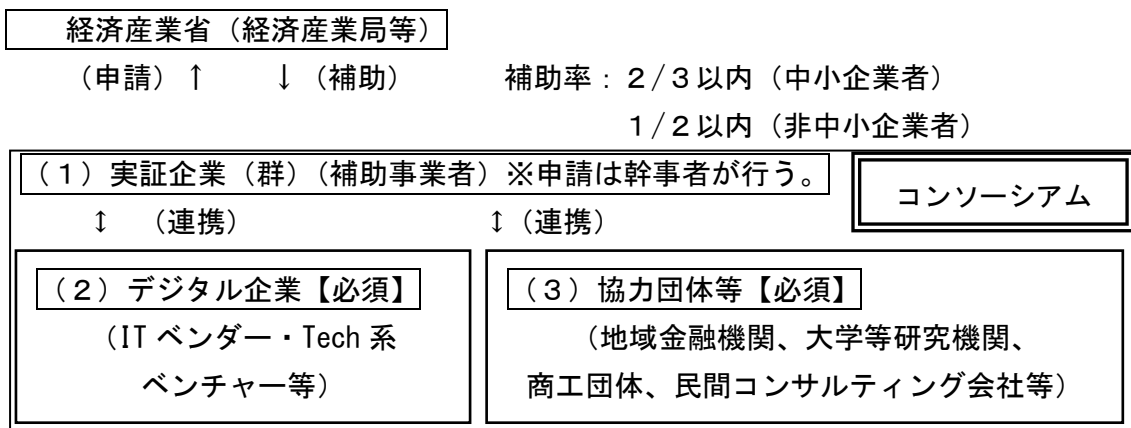 経済産業省（経済産業局等）
（申請）↑　　↓（補助）　　補助率：２/３以内（中小企業者）
１/２以内（非中小企業者）
（１）実証企業（群）（補助事業者）※申請は幹事者が行う。
コンソーシアム
↕　（連携）　　↕（連携）
（２）デジタル企業【必須】
（IT ベンダー・Tech 系
ベンチャー等）
（３）協力団体等【必須】
（地域金融機関、大学等研究機関、
商工団体、民間コンサルティング会社等）